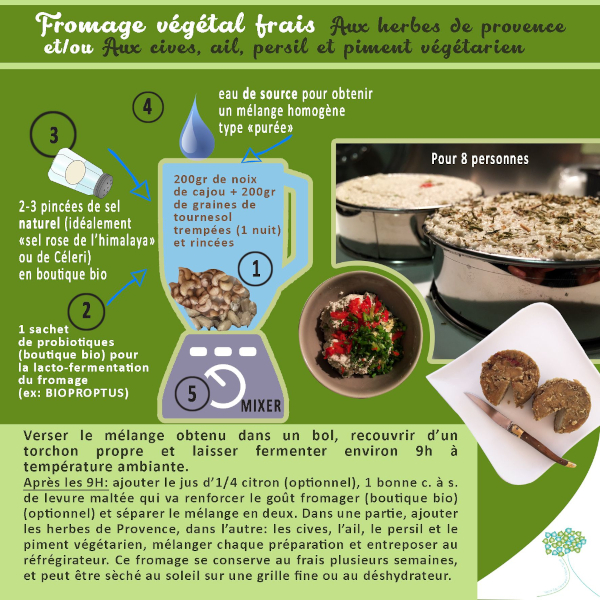 Fromage végétal frais Aux herbes de provence
et/ou Aux cives, ail, persil et piment végétarien
4
eau de source pour obtenir
un mélange homogène
type «purée»
3
2-3 pincées de sel
naturel (idéalement
«sel rose de l'himalaya»
ou de Céleri)
en boutique bio
200gr de noix
de cajou + 200gr
de graines de
tournesol
trempées (1 nuit)
et rincées
1
Pour 8 personnes
2
1 sachet
de probiotiques
(boutique bio) pour
la lacto-fermentation
du fromage
(ex: BIOPROPTUS)
5
MIXER
Verser le mélange obtenu dans un bol, recouvrir d'un
torchon propre et laisser fermenter environ 9h à
température ambiante.
Après les 9H: ajouter le jus d'1/4 citron (optionnel), 1 bonne c. à s.
de levure maltée qui va renforcer le goût fromager (boutique bio)
(optionnel) et séparer le mélange en deux. Dans une partie, ajouter
les herbes de Provence, dans l'autre: les cives, l'ail, le persil et le
piment végétarien, mélanger chaque préparation et entreposer au
réfrégirateur. Ce fromage se conserve au frais plusieurs semaines,
et peut être sèché au soleil sur une grille fine ou au déshydrateur.